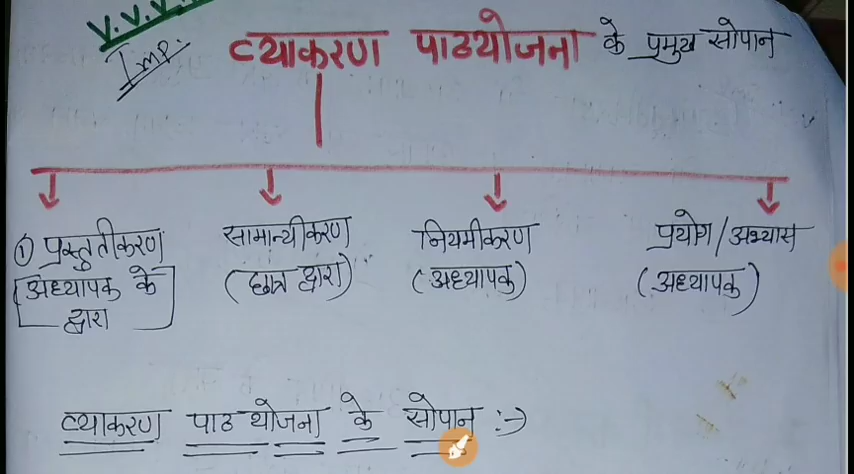 V.V.V.
Imp.
व्याकरण पाठयोजना के प्रमुख सोपान
① प्रस्तुतीकरण सामान्यीकरण नियमीकरण प्रयोग/अभ्यास
(अध्यापक के (छात्र द्वारा) (अध्यापक) (अध्यापक)
द्वारा
व्याकरण पाठ योजना के सोपान :->